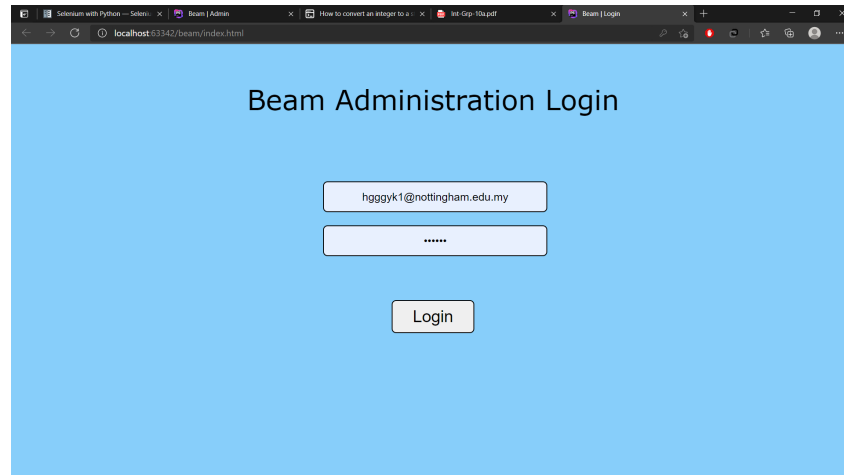 Selenium with Python — Seleniu
Beam | Admin
How to convert an integer to a s
Int-Grp-10a.pdf
Beam | Login
localhost:63342/beam/index.html
Beam Administration Login
hgggyk1@nottingham.edu.my
••••••
Login